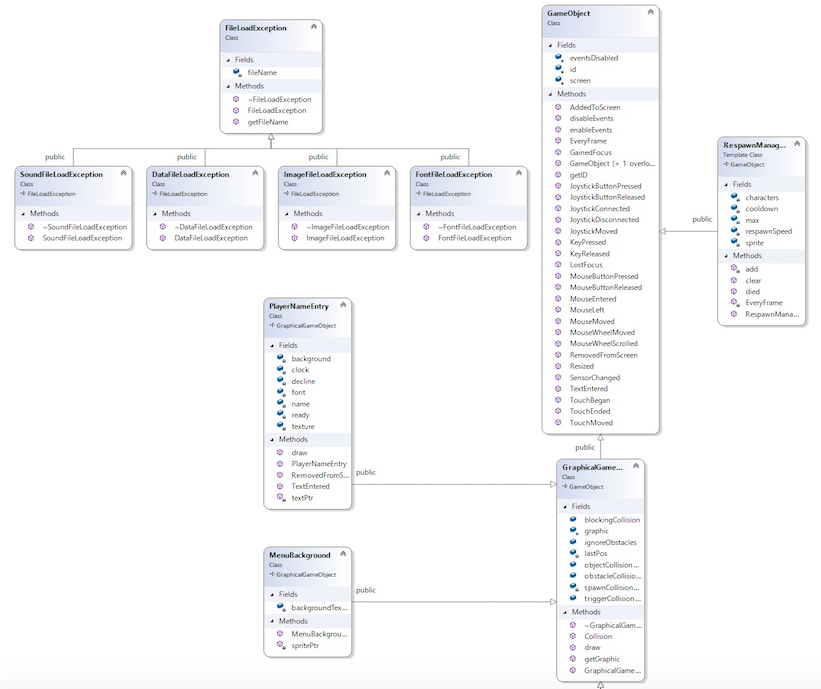 FileLoadException
Class
Fields
fileName
Methods
~FileLoadException
FileLoadException
getFileName
public
public
public
public
SoundFileLoadException
Class
FileLoadException
Methods
~SoundFileLoadException
SoundFileLoadException
DataFileLoadException
Class
FileLoadException
Methods
~DataFileLoadException
DataFileLoadException
ImageFileLoadException
Class
FileLoadException
Methods
~ImageFileLoadException
ImageFileLoadException
FontFileLoadException
Class
FileLoadException
Methods
~FontFileLoadException
FontFileLoadException
GameObject
Class
Fields
eventsDisabled
id
screen
Methods
AddedToScreen
disableEvents
enableEvents
EveryFrame
GainedFocus
GameObject (+ 1 overlo...
getID
JoystickButtonPressed
JoystickButtonReleased
JoystickConnected
JoystickDisconnected
JoystickMoved
KeyPressed
KeyReleased
LostFocus
MouseButtonPressed
MouseButtonReleased
MouseEntered
MouseLeft
MouseMoved
MouseWheelMoved
MouseWheelScrolled
RemovedFromScreen
Resized
SensorChanged
TextEntered
TouchBegan
TouchEnded
TouchMoved
public
RespawnManag...
Template Class
GameObject
Fields
characters
cooldown
max
respawnSpeed
sprite
Methods
add
clear
died
EveryFrame
RespawnMana...
PlayerNameEntry
Class
GraphicalGameObject
Fields
background
clock
decline
font
name
ready
texture
Methods
draw
PlayerNameEntry
RemovedFromS...
TextEntered
textPtr
public
public
GraphicalGame...
Class
GameObject
Fields
blockingCollision
graphic
ignoreObstacles
lastPos
objectCollision...
obstacleCollisio...
spawnCollision...
triggerCollision...
Methods
~GraphicalGam...
Collision
draw
getGraphic
GraphicalGame...
MenuBackground
Class
GraphicalGameObject
Fields
backgroundTex...
Methods
MenuBackgrou...
spritePtr
public